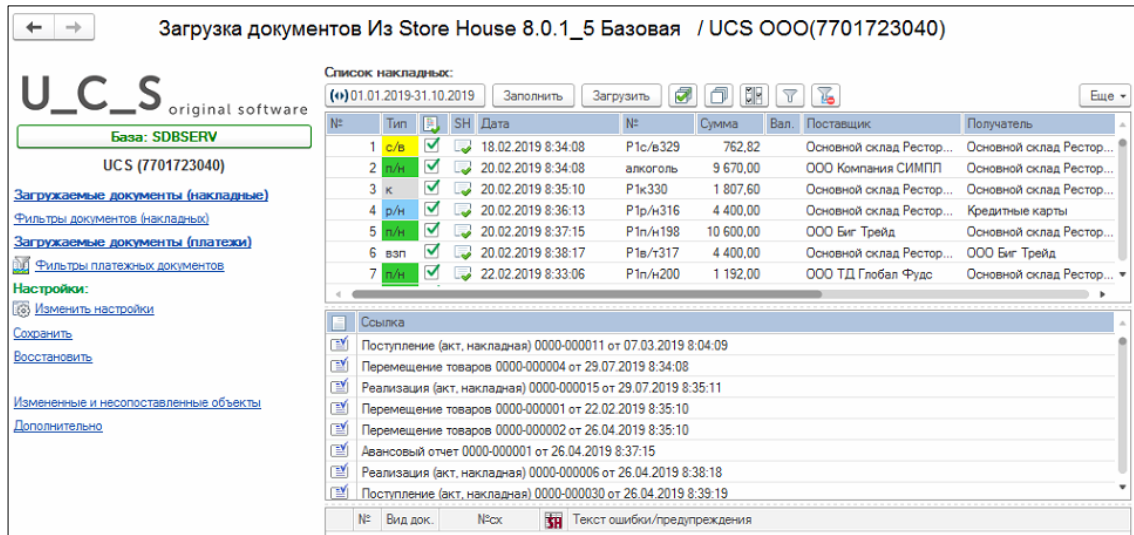 Загрузка документов Из Store House 8.0.1_5 Базовая / UCS ООО(7701723040)
U_C_S original software
База: SDBSERV
UCS (7701723040)
Загружаемые документы (накладные)
Фильтры документов (накладных)
Загружаемые документы (платежи)
Фильтры платежных документов
Настройки:
Изменить настройки
Сохранить
Восстановить
Измененные и несопоставленные объекты
Дополнительно
Список накладных:
01.01.2019-31.10.2019 Заполнить Загрузить Еще
№ Тип SH Дата № Сумма Вал. Поставщик Получатель
1 с/в 18.02.2019 8:34:08 Р1с/в329 762,82 Основной склад Рестор... Основной склад Рестор...
2 п/н 20.02.2019 8:34:08 алкоголь 9 670,00 ООО Компания СИМПЛ Основной склад Рестор...
3 к 20.02.2019 8:35:10 Р1к330 1 807,60 Основной склад Рестор... Основной склад Рестор...
4 р/н 20.02.2019 8:36:13 Р1р/н316 4 400,00 Основной склад Рестор... Кредитные карты
5 п/н 20.02.2019 8:37:15 Р1п/н198 10 600,00 ООО Биг Трейд Основной склад Рестор...
6 взп 20.02.2019 8:38:17 Р1в/т317 4 400,00 Основной склад Рестор... ООО Биг Трейд
7 п/н 22.02.2019 8:33:06 Р1п/н200 1 192,00 ООО ТД Глобал Фудс Основной склад Рестор...
Ссылка
Поступление (акт, накладная) 0000-000011 от 07.03.2019 8:04:09
Перемещение товаров 0000-000004 от 29.07.2019 8:34:08
Реализация (акт, накладная) 0000-000015 от 29.07.2019 8:35:11
Перемещение товаров 0000-000001 от 22.02.2019 8:35:10
Перемещение товаров 0000-000002 от 26.04.2019 8:35:10
Авансовый отчет 0000-000001 от 26.04.2019 8:37:15
Реализация (акт, накладная) 0000-000006 от 26.04.2019 8:38:18
Поступление (акт, накладная) 0000-000030 от 26.04.2019 8:39:19
№ Вид док. №сх SH Текст ошибки/предупреждения